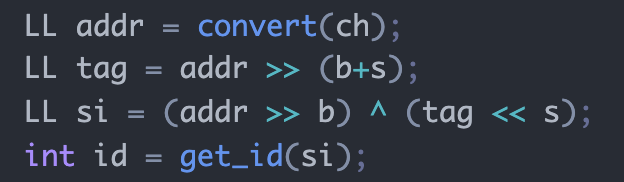 LL addr = convert(ch);
LL tag = addr >> (b+s);
LL si = (addr >> b) ^ (tag << s);
int id = get_id(si);